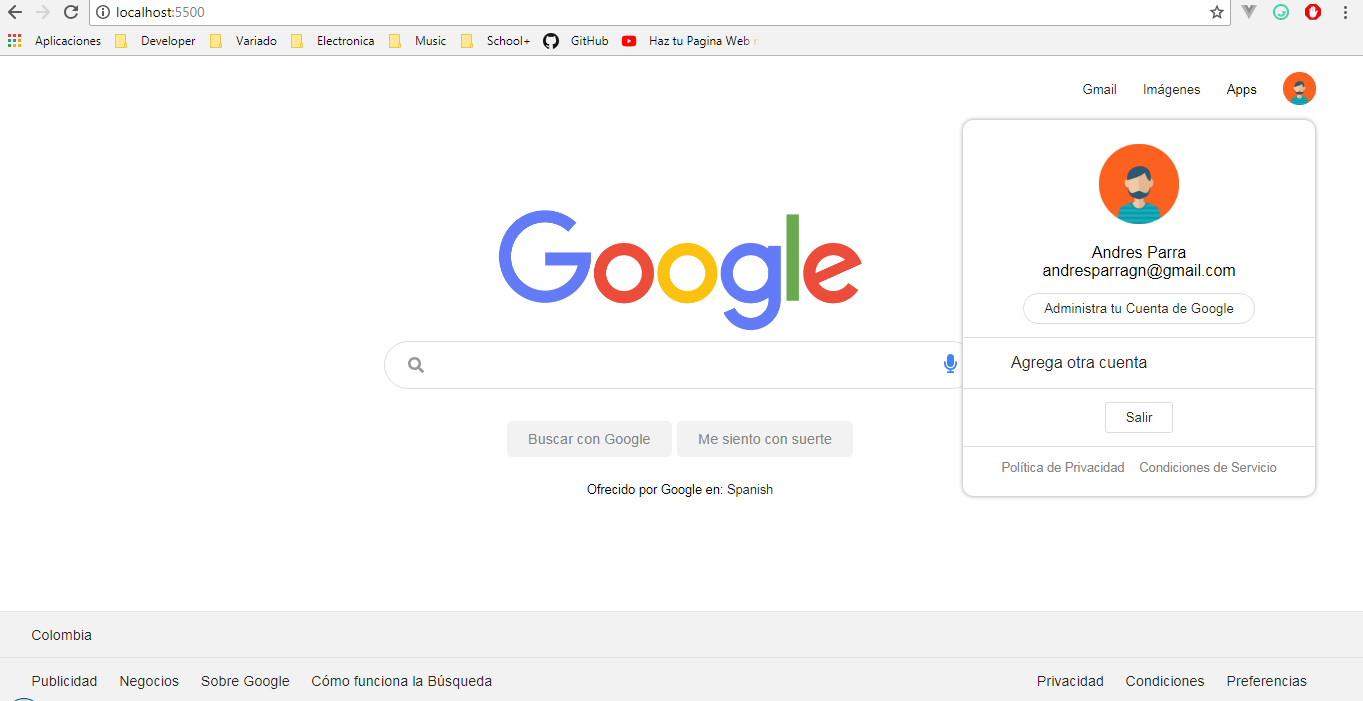 localhost:5500
Aplicaciones Developer Variado Electronica Music School+ GitHub Haz tu Pagina Web
Gmail Imágenes Apps
Google
Andres Parra
andresparragn@gmail.com
Administra tu Cuenta de Google
Agrega otra cuenta
Salir
Política de Privacidad Condiciones de Servicio
Buscar con Google Me siento con suerte
Ofrecido por Google en: Spanish
Colombia
Publicidad Negocios Sobre Google Cómo funciona la Búsqueda Privacidad Condiciones Preferencias